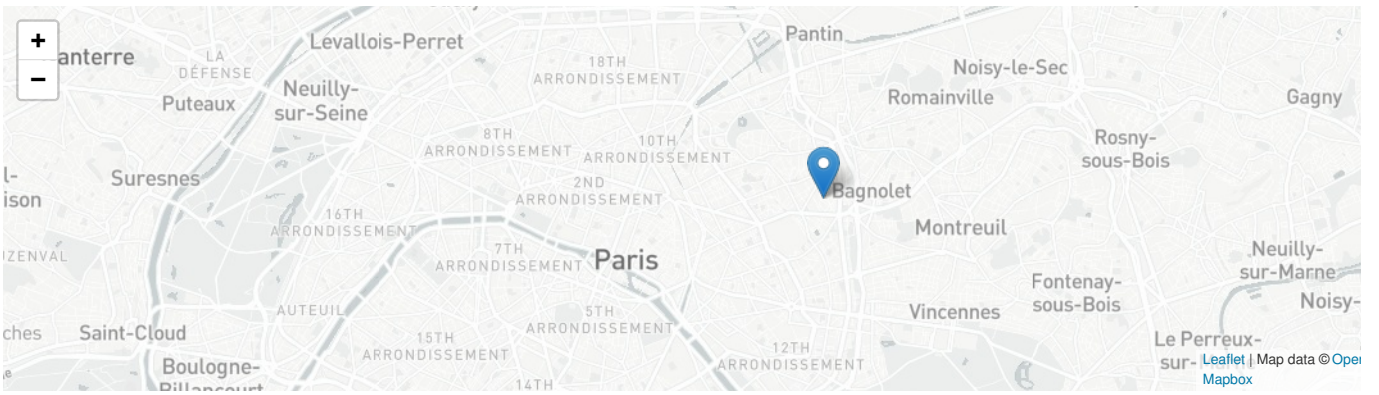 +
−
anterre
LA
DÉFENSE
Levallois-Perret
Puteaux
Neuilly-
sur-Seine
18TH
ARRONDISSEMENT
Pantin
Noisy-le-Sec
Romainville
Gagny
Rosny-
sous-Bois
8TH
ARRONDISSEMENT
10TH
ARRONDISSEMENT
l-
ison
Suresnes
2ND
ARRONDISSEMENT
Bagnolet
16TH
ARRONDISSEMENT
Montreuil
UZENVAL
7TH
ARRONDISSEMENT
Paris
Neuilly-
sur-Marne
Fontenay-
sous-Bois
Noisy-
AUTEUIL
5TH
ARRONDISSEMENT
Vincennes
ches
Saint-Cloud
15TH
ARRONDISSEMENT
12TH
ARRONDISSEMENT
Le Perreux-
sur-
Boulogne-
Billancourt
14TH
Leaflet | Map data © Open
Mapbox